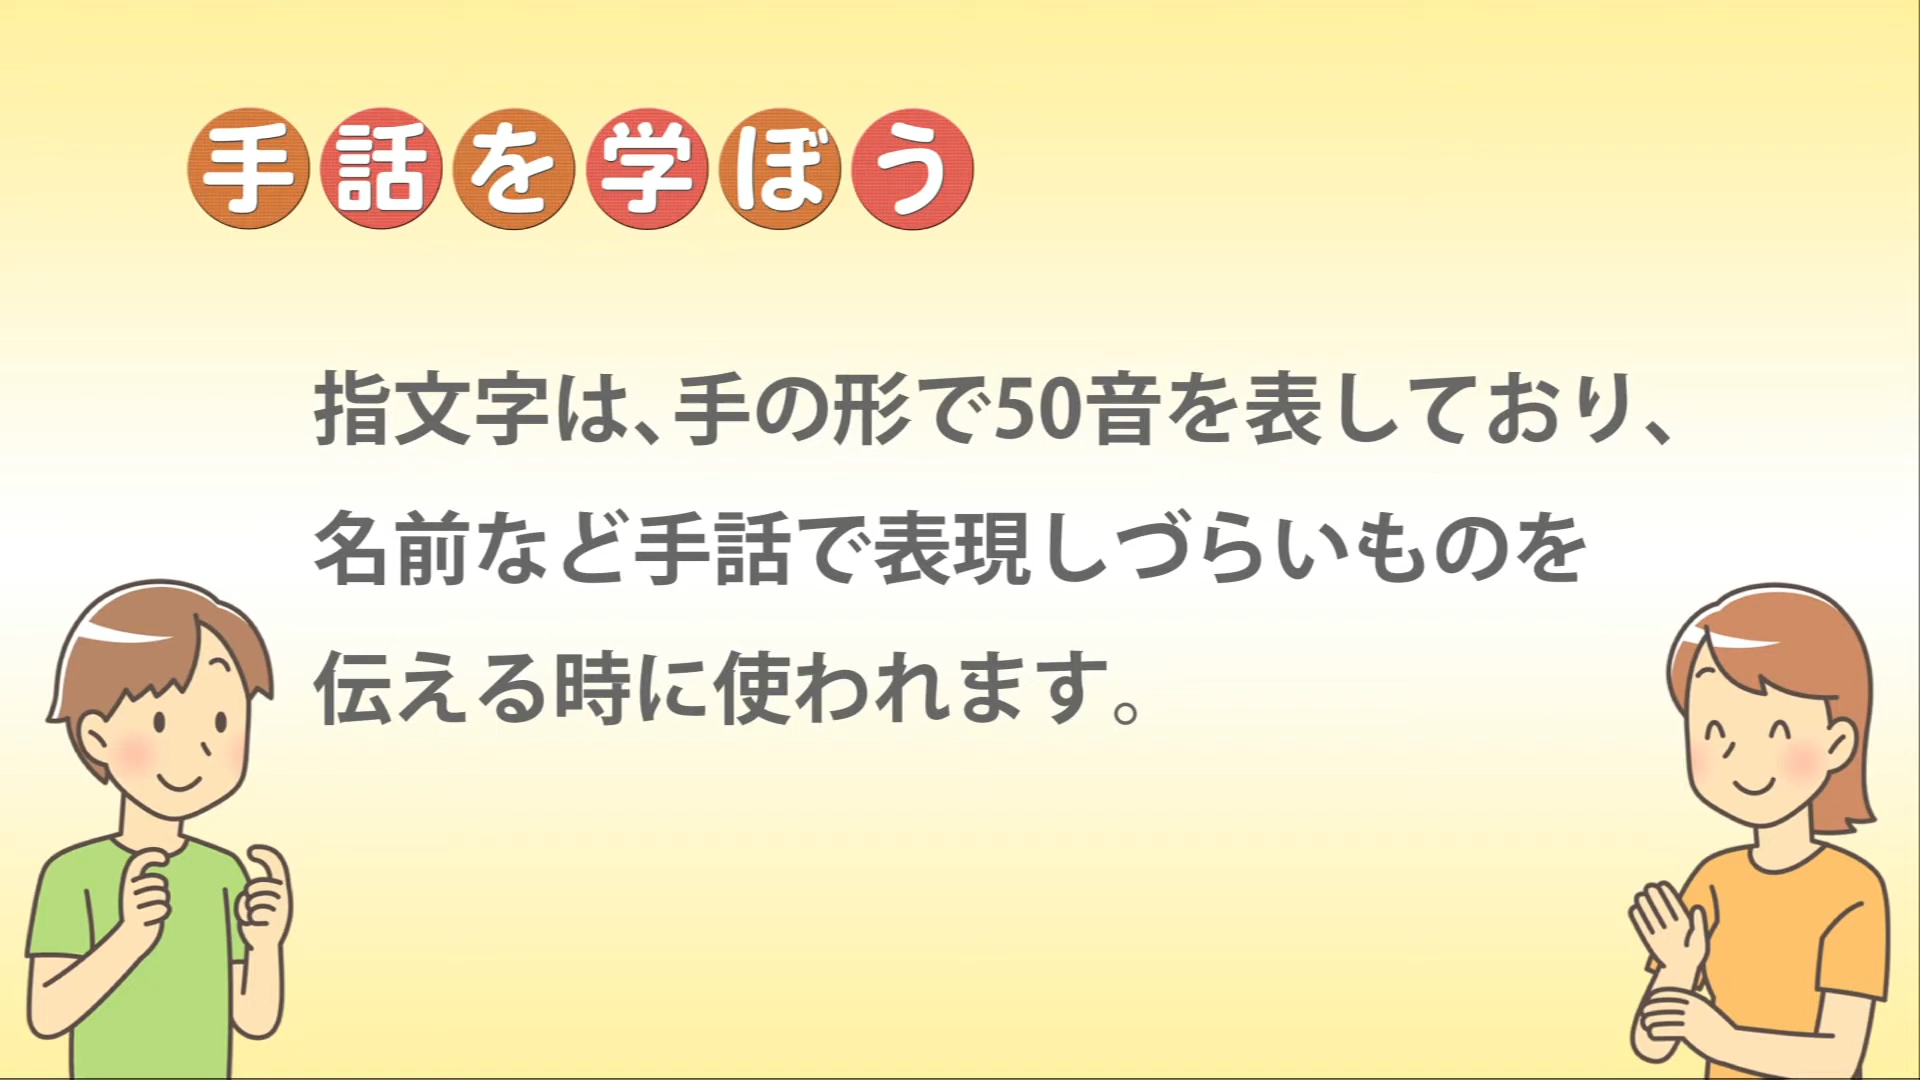 手話を学ぼう
指文字は、手の形で50音を表しており、
名前など手話で表現しづらいものを
伝える時に使われます。